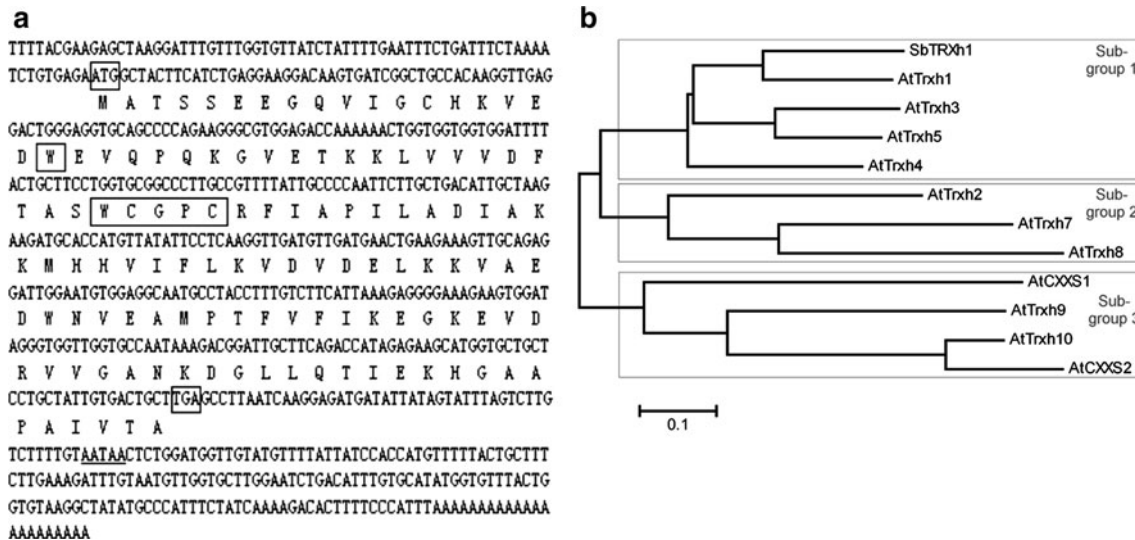 a
TTTTACGAAGAGCTAAGGATTTGTTTGGTGTTATCTATTTTGAATTTCTGATTTCTAAAA
TCTGTGAGAATGGCTACTTCATCTGAGGAAGGACAAGTGATCGGCTGCCACAAGGTTGAG
M A T S S E E G Q V I G C H K V E
GACTGGGAGGTGCAGCCCCAGAAGGGCGTGGAGACCAAAAAACTGGTGGTGGTGGATTTT
D W E V Q P Q K G V E T K K L V V V D F
ACTGCTTCCTGGTGCGGCCCTTGCCGTTTTATTGCCCCAATTCTTGCTGACATTGCTAAG
T A S W C G P C R F I A P I L A D I A K
AAGATGCACCATGTTATATTCCTCAAGGTTGATGTTGATGAACTGAAGAAAGTTGCAGAG
K M H H V I F L K V D V D E L K K V A E
GATTGGAATGTGGAGGCAATGCCTACCTTTGTCTTCATTAAAGAGGGGAAAGAAGTGGAT
D W N V E A M P T F V F I K E G K E V D
AGGGTGGTTGGTGCCAATAAAGACGGATTGCTTCAGACCATAGAGAAGCATGGTGCTGCT
R V V G A N K D G L L Q T I E K H G A A
CCTGCTATTGTGACTGCTTGAGCCTTAATCAAGGAGATGATATTATAGTATTTAGTCTTG
P A I V T A
TCTTTTGTAATAACTCTGGATGGTTGTATGTTTTATTATCCACCATGTTTTTACTGCTTT
CTTGAAAGATTTGTAATGTTGGTGCTTGGAATCTGACATTTGTGCATATGGTGTTTACTG
GTGTAAGGCTATATGCCCATTTCTATCAAAAGACACTTTTCCCATTTAAAAAAAAAAAAA
AAAAAAAAA
b
SbTRXh1
AtTrxh1
AtTrxh3
AtTrxh5
AtTrxh4
Sub-
group 1
AtTrxh2
AtTrxh7
AtTrxh8
Sub-
group 2
AtCXXS1
AtTrxh9
AtTrxh10
AtCXXS2
Sub-
group 3
0.1